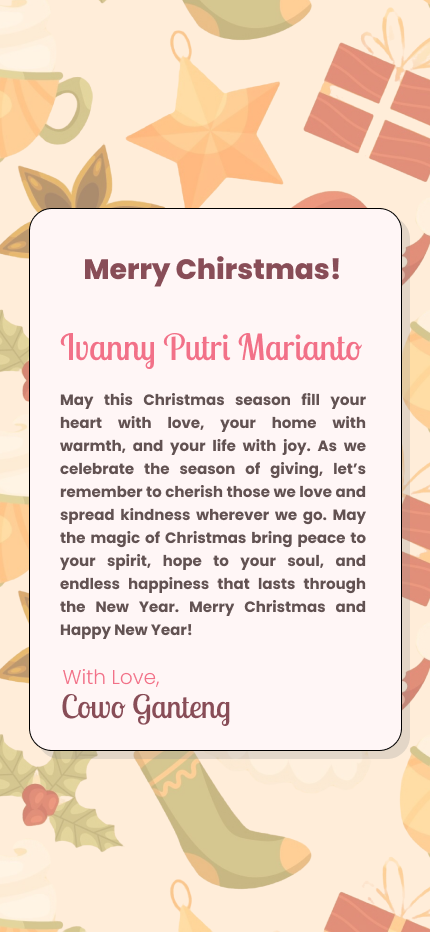 Merry Chirstmas!
Ivanny Putri Marianto
May this Christmas season fill your
heart with love, your home with
warmth, and your life with joy. As we
celebrate the season of giving, let’s
remember to cherish those we love and
spread kindness wherever we go. May
the magic of Christmas bring peace to
your spirit, hope to your soul, and
endless happiness that lasts through
the New Year. Merry Christmas and
Happy New Year!
With Love,
Cowo Ganteng